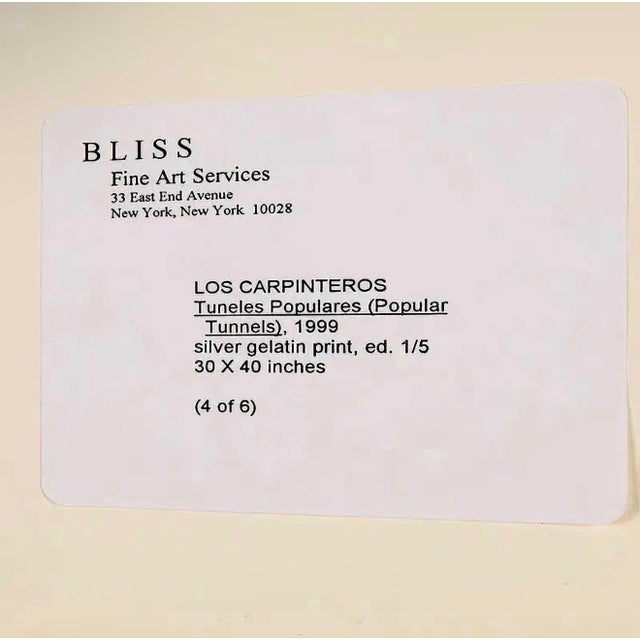 BLISS
Fine Art Services
33 East End Avenue
New York, New York 10028
LOS CARPINTEROS
Tuneles Populares (Popular
Tunnels), 1999
silver gelatin print, ed. 1/5
30 X 40 inches
(4 of 6)